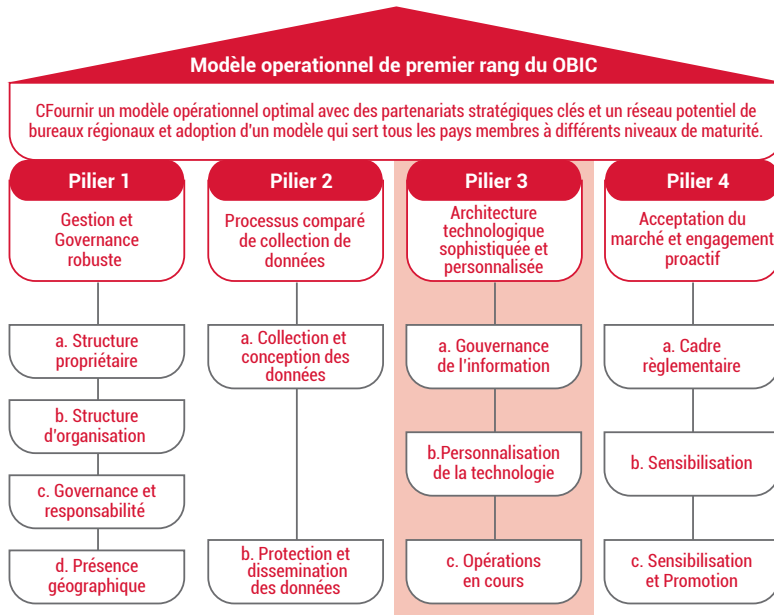 Modèle operationnel de premier rang du OBIC
CFournir un modèle opérationnel optimal avec des partenariats stratégiques clés et un réseau potentiel de
bureaux régionaux et adoption d'un modèle qui sert tous les pays membres à différents niveaux de maturité.
Pilier 1
Gestion et
Governance
robuste
a. Structure
propriétaire
b. Structure
d'organisation
c. Governance et
responsabilité
d. Présence
géographique
Pilier 2
Processus comparé
de collection de
données
a. Collection et
conception des
données
b. Protection et
dissemination
des données
Pilier 3
Architecture
technologique
sophistiquée et
personnalisée
a. Gouvernance
de l'information
b.Personnalisation
de la technologie
c. Opérations
en cours
Pilier 4
Acceptation du
marché et engagement
proactif
a. Cadre
règlementaire
b. Sensibilisation
c. Sensibilisation
et Promotion